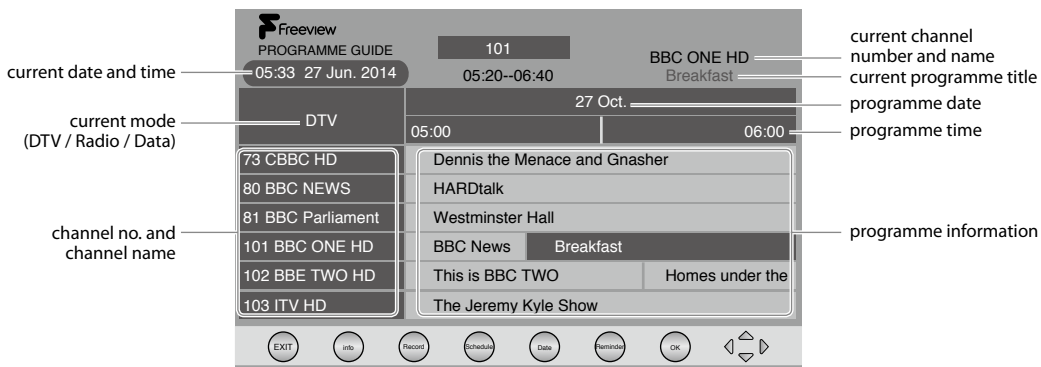 Freeview
PROGRAMME GUIDE
05:33 27 Jun. 2014
101
05:20--06:40
BBC ONE HD
Breakfast
current channel
number and name
current programme title
current date and time
27 Oct.
programme date
DTV
current mode
(DTV / Radio / Data)
05:00
06:00
programme time
73 CBBC HD
Dennis the Menace and Gnasher
80 BBC NEWS
HARDtalk
81 BBC Parliament
Westminster Hall
channel no. and
channel name
programme information
101 BBC ONE HD
BBC News
Breakfast
102 BBE TWO HD
This is BBC TWO
Homes under the
103 ITV HD
The Jeremy Kyle Show
EXIT
info
Record
Schedule
Date
Reminder
OK